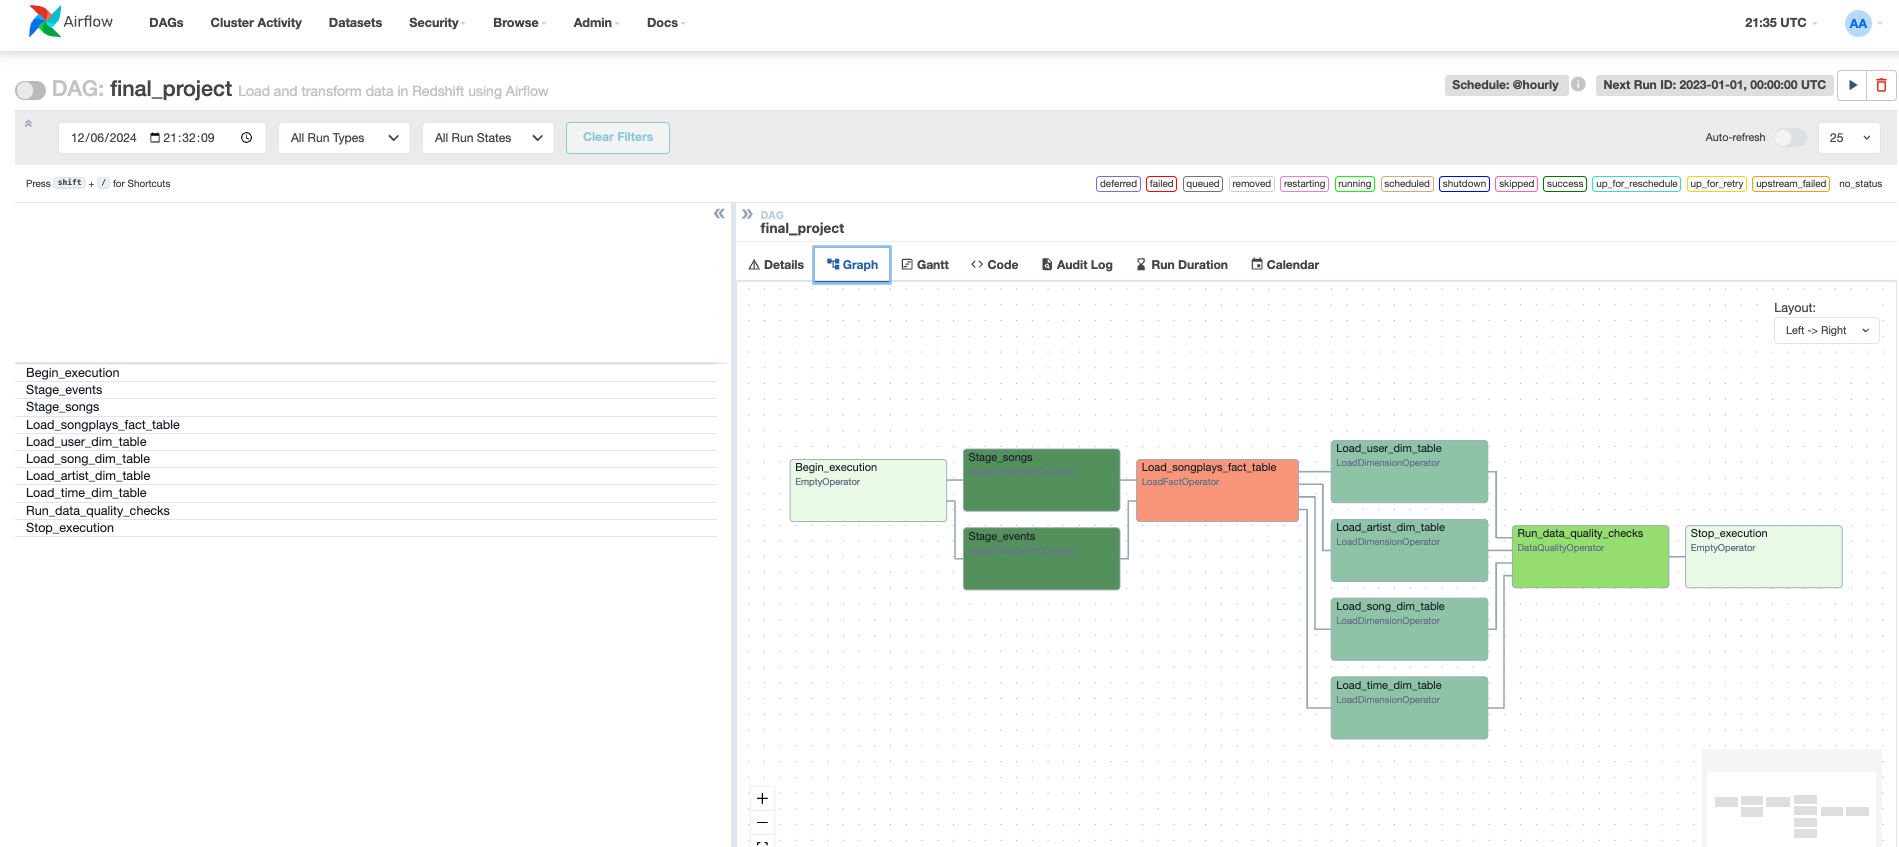 Airflow
DAGs Cluster Activity Datasets Security Browse Admin Docs
21:35 UTC
AA
DAG: final_project Load and transform data in Redshift using Airflow
Schedule: @hourly
Next Run ID: 2023-01-01, 00:00:00 UTC
12/06/2024 21:32:09
All Run Types
All Run States
Clear Filters
Auto-refresh
25
Press shift + / for Shortcuts
deferred failed queued removed restarting running scheduled shutdown skipped success up_for_reschedule up_for_retry upstream_failed no_status
Begin_execution
Stage_events
Stage_songs
Load_songplays_fact_table
Load_user_dim_table
Load_song_dim_table
Load_artist_dim_table
Load_time_dim_table
Run_data_quality_checks
Stop_execution
DAG
final_project
Details Graph Gantt Code Audit Log Run Duration Calendar
Layout:
Left -> Right
Begin_execution
EmptyOperator
Stage_songs
Stage_events
Load_songplays_fact_table
LoadFactOperator
Load_user_dim_table
LoadDimensionOperator
Load_artist_dim_table
LoadDimensionOperator
Load_song_dim_table
LoadDimensionOperator
Load_time_dim_table
LoadDimensionOperator
Run_data_quality_checks
DataQualityOperator
Stop_execution
EmptyOperator